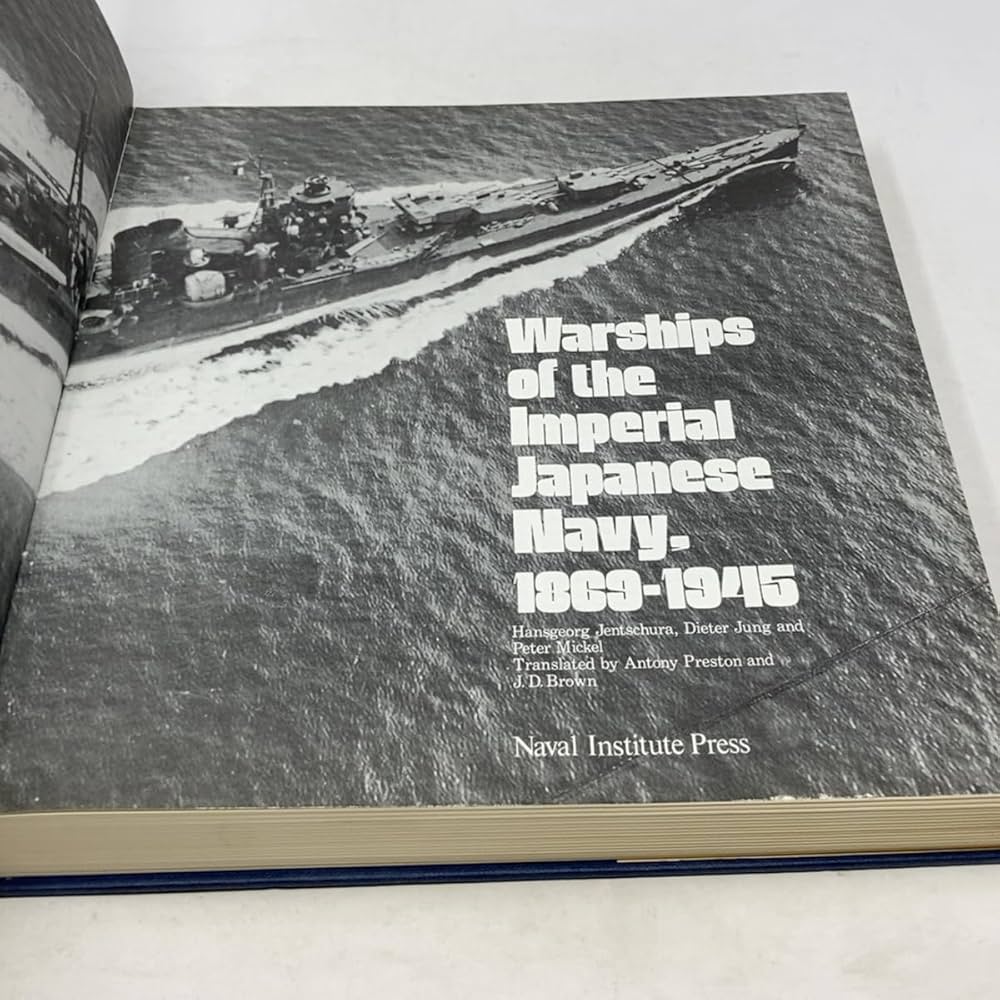 Warships
of the
Imperial
Japanese
Navy,
1869-1945
Hansgeorg Jentschura, Dieter Jung and
Peter Mickel
Translated by Antony Preston and
J.D. Brown
Naval Institute Press